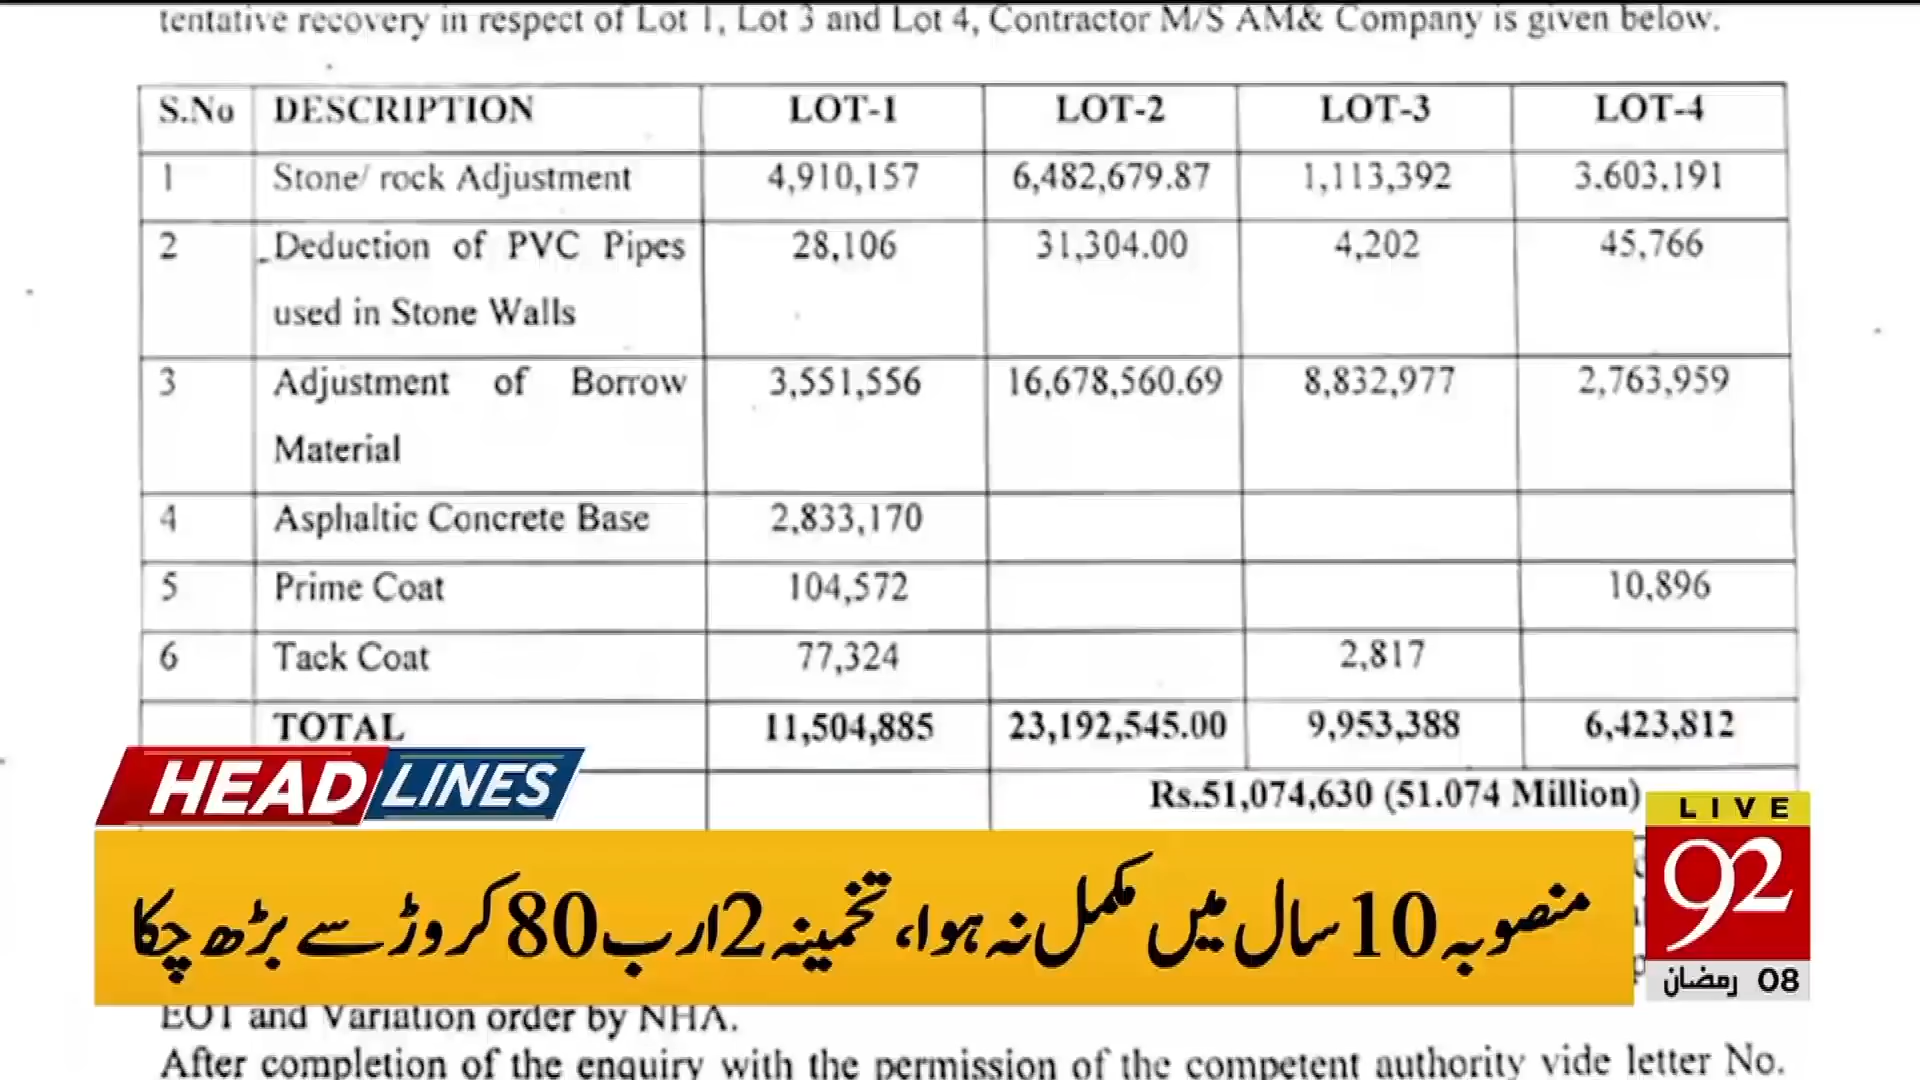 tentative recovery in respect of Lot 1, Lot 3 and Lot 4, Contractor M/S AM& Company is given below.
S.No DESCRIPTION LOT-1 LOT-2 LOT-3 LOT-4
1 Stone/ rock Adjustment 4,910,157 6,482,679.87 1,113,392 3.603,191
2 Deduction of PVC Pipes 28,106 31,304.00 4,202 45,766
used in Stone Walls
3 Adjustment of Borrow 3,551,556 16,678,560.69 8,832,977 2,763,959
Material
4 Asphaltic Concrete Base 2,833,170
5 Prime Coat 104,572 10,896
6 Tack Coat 77,324 2,817
TOTAL 11,504,885 23,192,545.00 9,953,388 6,423,812
Rs.51,074,630 (51.074 Million)
HEADLINES
LIVE
92
منصوبہ 10 سال میں مکمل نہ ہوا، تخمینہ 2 ارب 80 کروڑ سے بڑھ چکا
08 رمضان
EOT and Variation order by NHA.
After completion of the enquiry with the permission of the competent authority vide letter No.